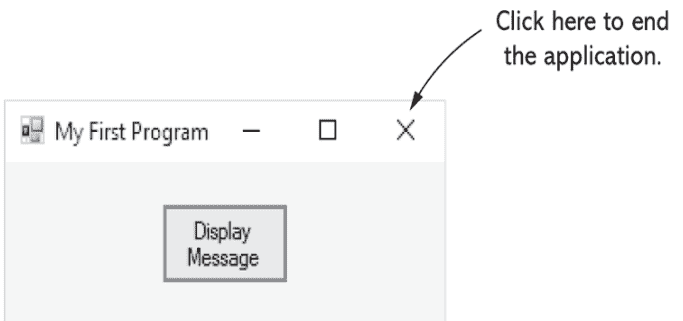 Click here to end
the application.
My First Program
Display
Message